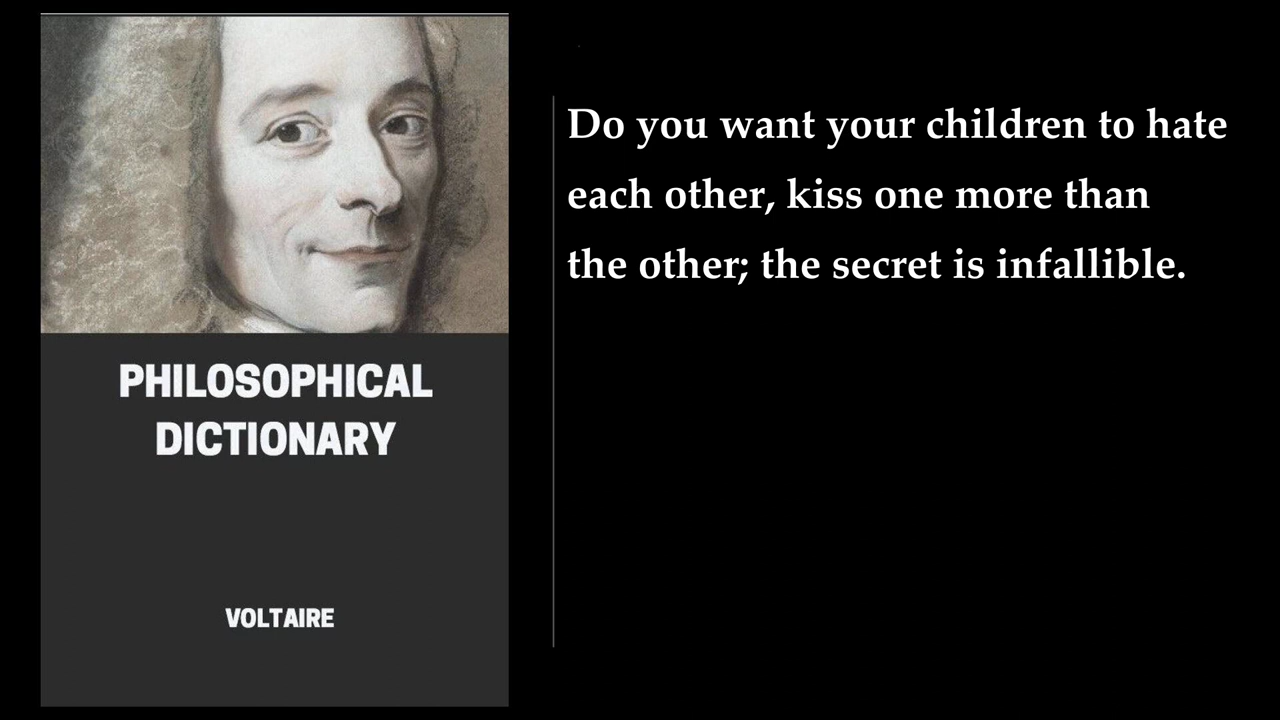 PHILOSOPHICAL
DICTIONARY
VOLTAIRE
Do you want your children to hate
each other, kiss one more than
the other; the secret is infallible.